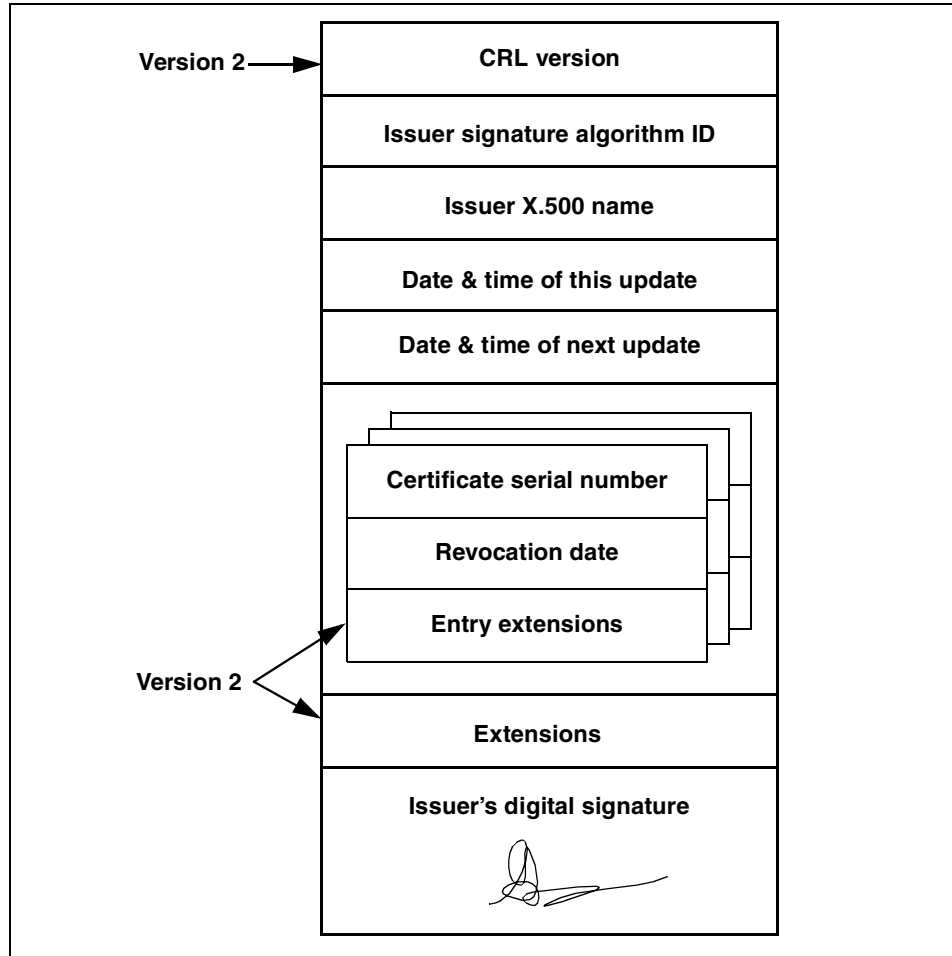 Version 2
CRL version
Issuer signature algorithm ID
Issuer X.500 name
Date & time of this update
Date & time of next update
Certificate serial number
Revocation date
Entry extensions
Version 2
Extensions
Issuer’s digital signature